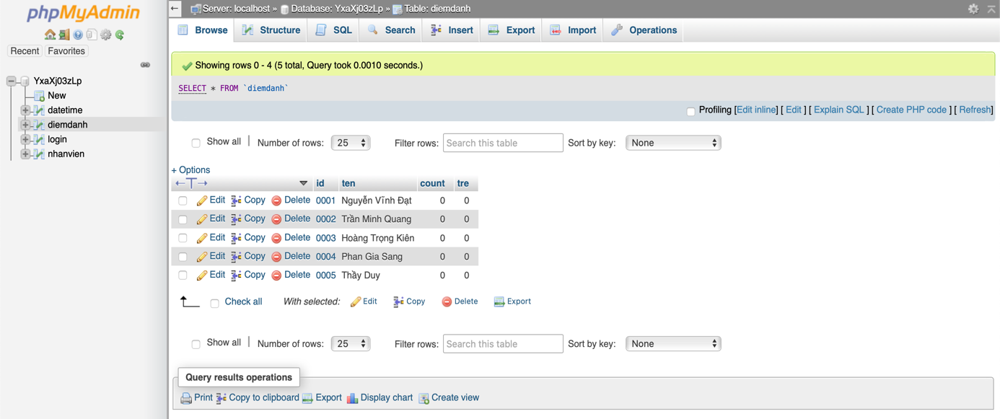 phpMyAdmin
Recent Favorites
YxaXj03zLp
New
datetime
diemdanh
login
nhanvien
Server: localhost » Database: YxaXj03zLp » Table: diemdanh
Browse Structure SQL Search Insert Export Import Operations
Showing rows 0 - 4 (5 total, Query took 0.0010 seconds.)
SELECT * FROM `diemdanh`
Profiling [Edit inline] [ Edit ] [ Explain SQL ] [ Create PHP code ] [ Refresh]
Show all | Number of rows: 25 Filter rows: Search this table Sort by key: None
+ Options
←T→ id ten count tre
Edit Copy Delete 0001 Nguyễn Vĩnh Đạt 0 0
Edit Copy Delete 0002 Trần Minh Quang 0 0
Edit Copy Delete 0003 Hoàng Trọng Kiên 0 0
Edit Copy Delete 0004 Phan Gia Sang 0 0
Edit Copy Delete 0005 Thầy Duy 0 0
Check all With selected: Edit Copy Delete Export
Show all | Number of rows: 25 Filter rows: Search this table Sort by key: None
Query results operations
Print Copy to clipboard Export Display chart Create view